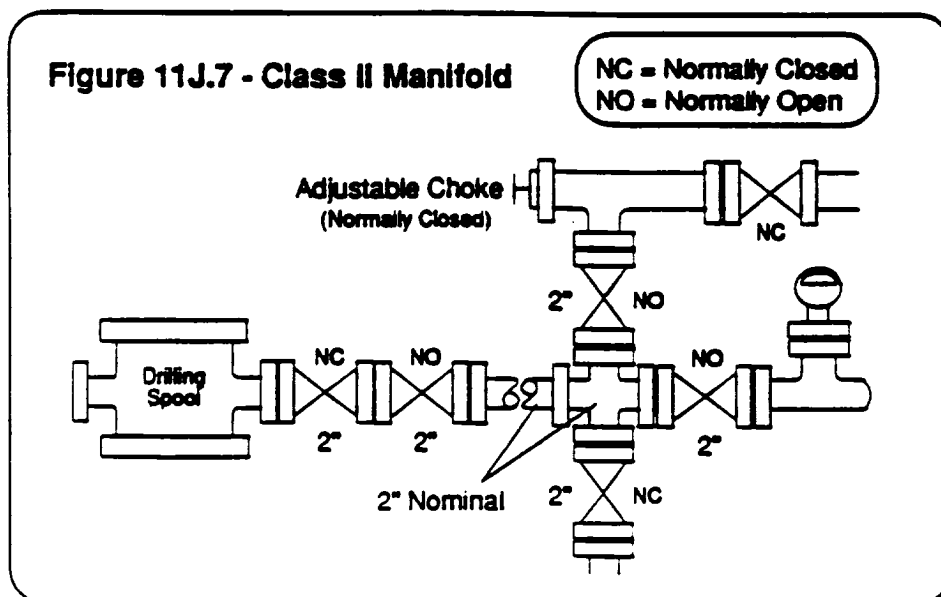 Figure 11J.7 - Class II Manifold
NC = Normally Closed
NO = Normally Open
Adjustable Choke
(Normally Closed)
NC
2" NO
NC NO NO
Drilling
Spool
2" 2" 2"
2" Nominal 2" NC